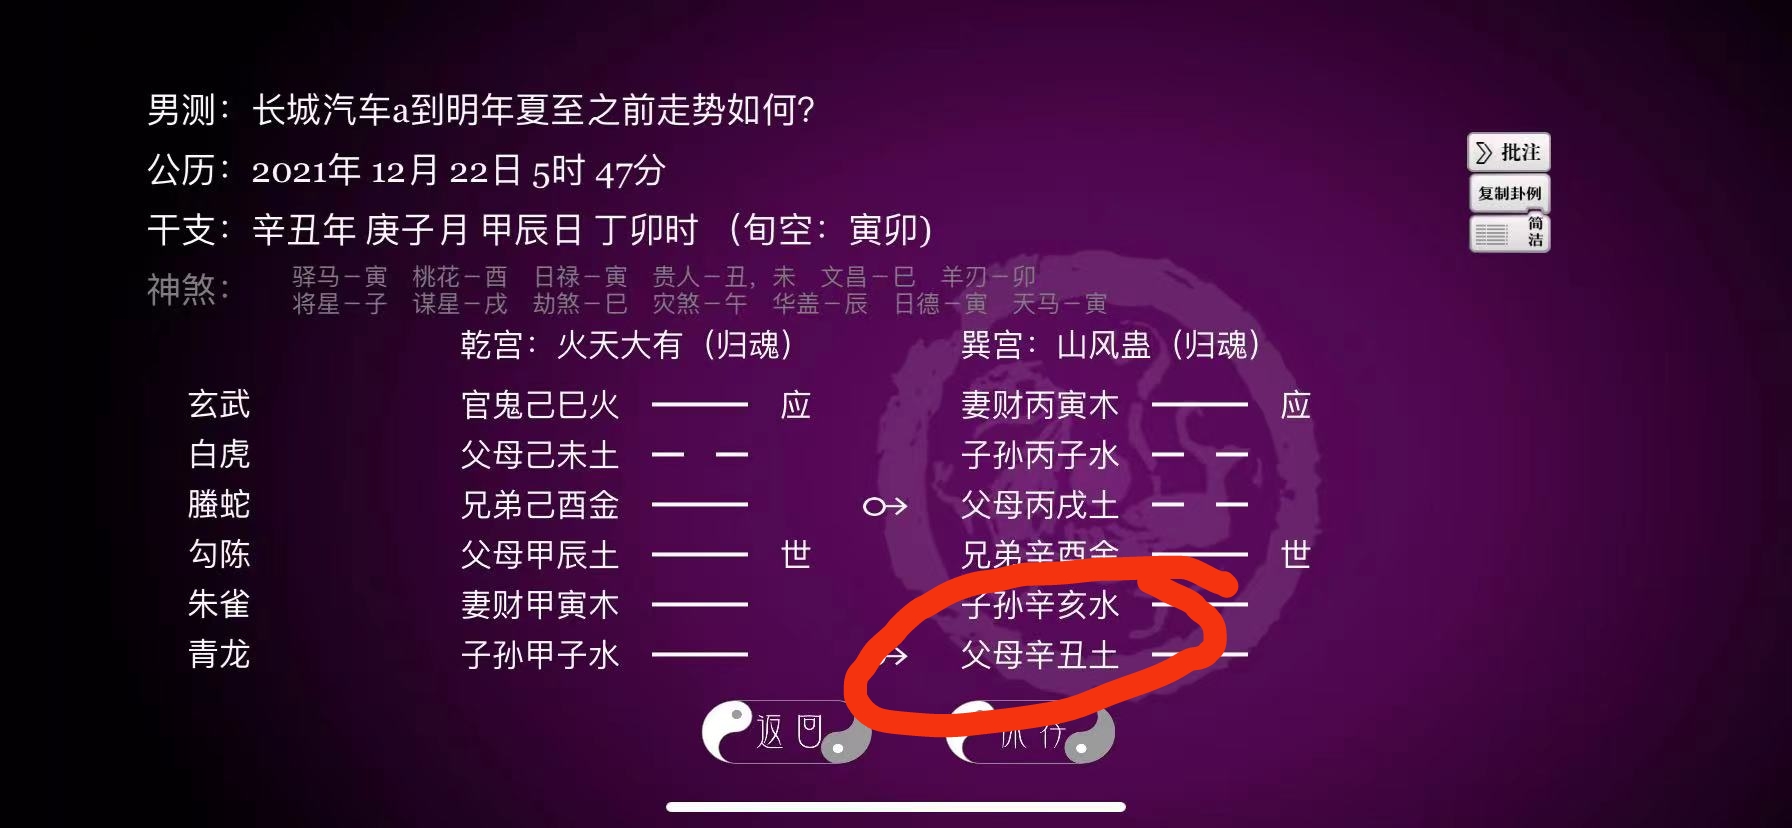 男测：长城汽车a到明年夏至之前走势如何?
公历：2021年 12月 22日 5时 47分
批注
复制卦例
简洁
干支：辛丑年 庚子月 甲辰日 丁卯时 （旬空：寅卯)
神煞：
驿马－寅 桃花－酉 日禄－寅 贵人－丑，未 文昌－巳 羊刃－卯
将星－子 谋星－戌 劫煞－巳 灾煞－午 华盖－辰 日德－寅 天马－寅
乾宫：火天大有（归魂） 巽宫：山风蛊（归魂）
玄武 官鬼己巳火 应 妻财丙寅木 应
白虎 父母己未土 子孙丙子水
螣蛇 兄弟己酉金 父母丙戌土
勾陈 父母甲辰土 世 兄弟辛酉金 世
朱雀 妻财甲寅木 子孙辛亥水
青龙 子孙甲子水 父母辛丑土
返回